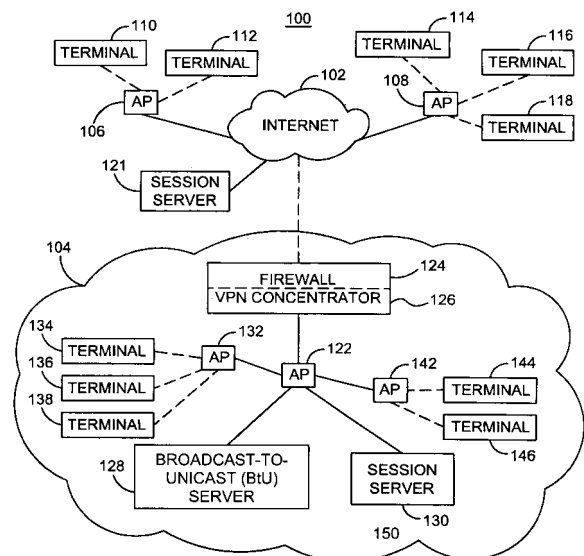 100
110
112
114
116
TERMINAL
TERMINAL
TERMINAL
TERMINAL
102
108
118
AP
106
AP
TERMINAL
INTERNET
121
SESSION
SERVER
104
FIREWALL
124
VPN CONCENTRATOR
126
134
132
122
142
144
TERMINAL
AP
AP
AP
TERMINAL
136
TERMINAL
138
TERMINAL
TERMINAL
146
128
BROADCAST-TO-
UNICAST (BtU)
SERVER
SESSION
SERVER
130
150